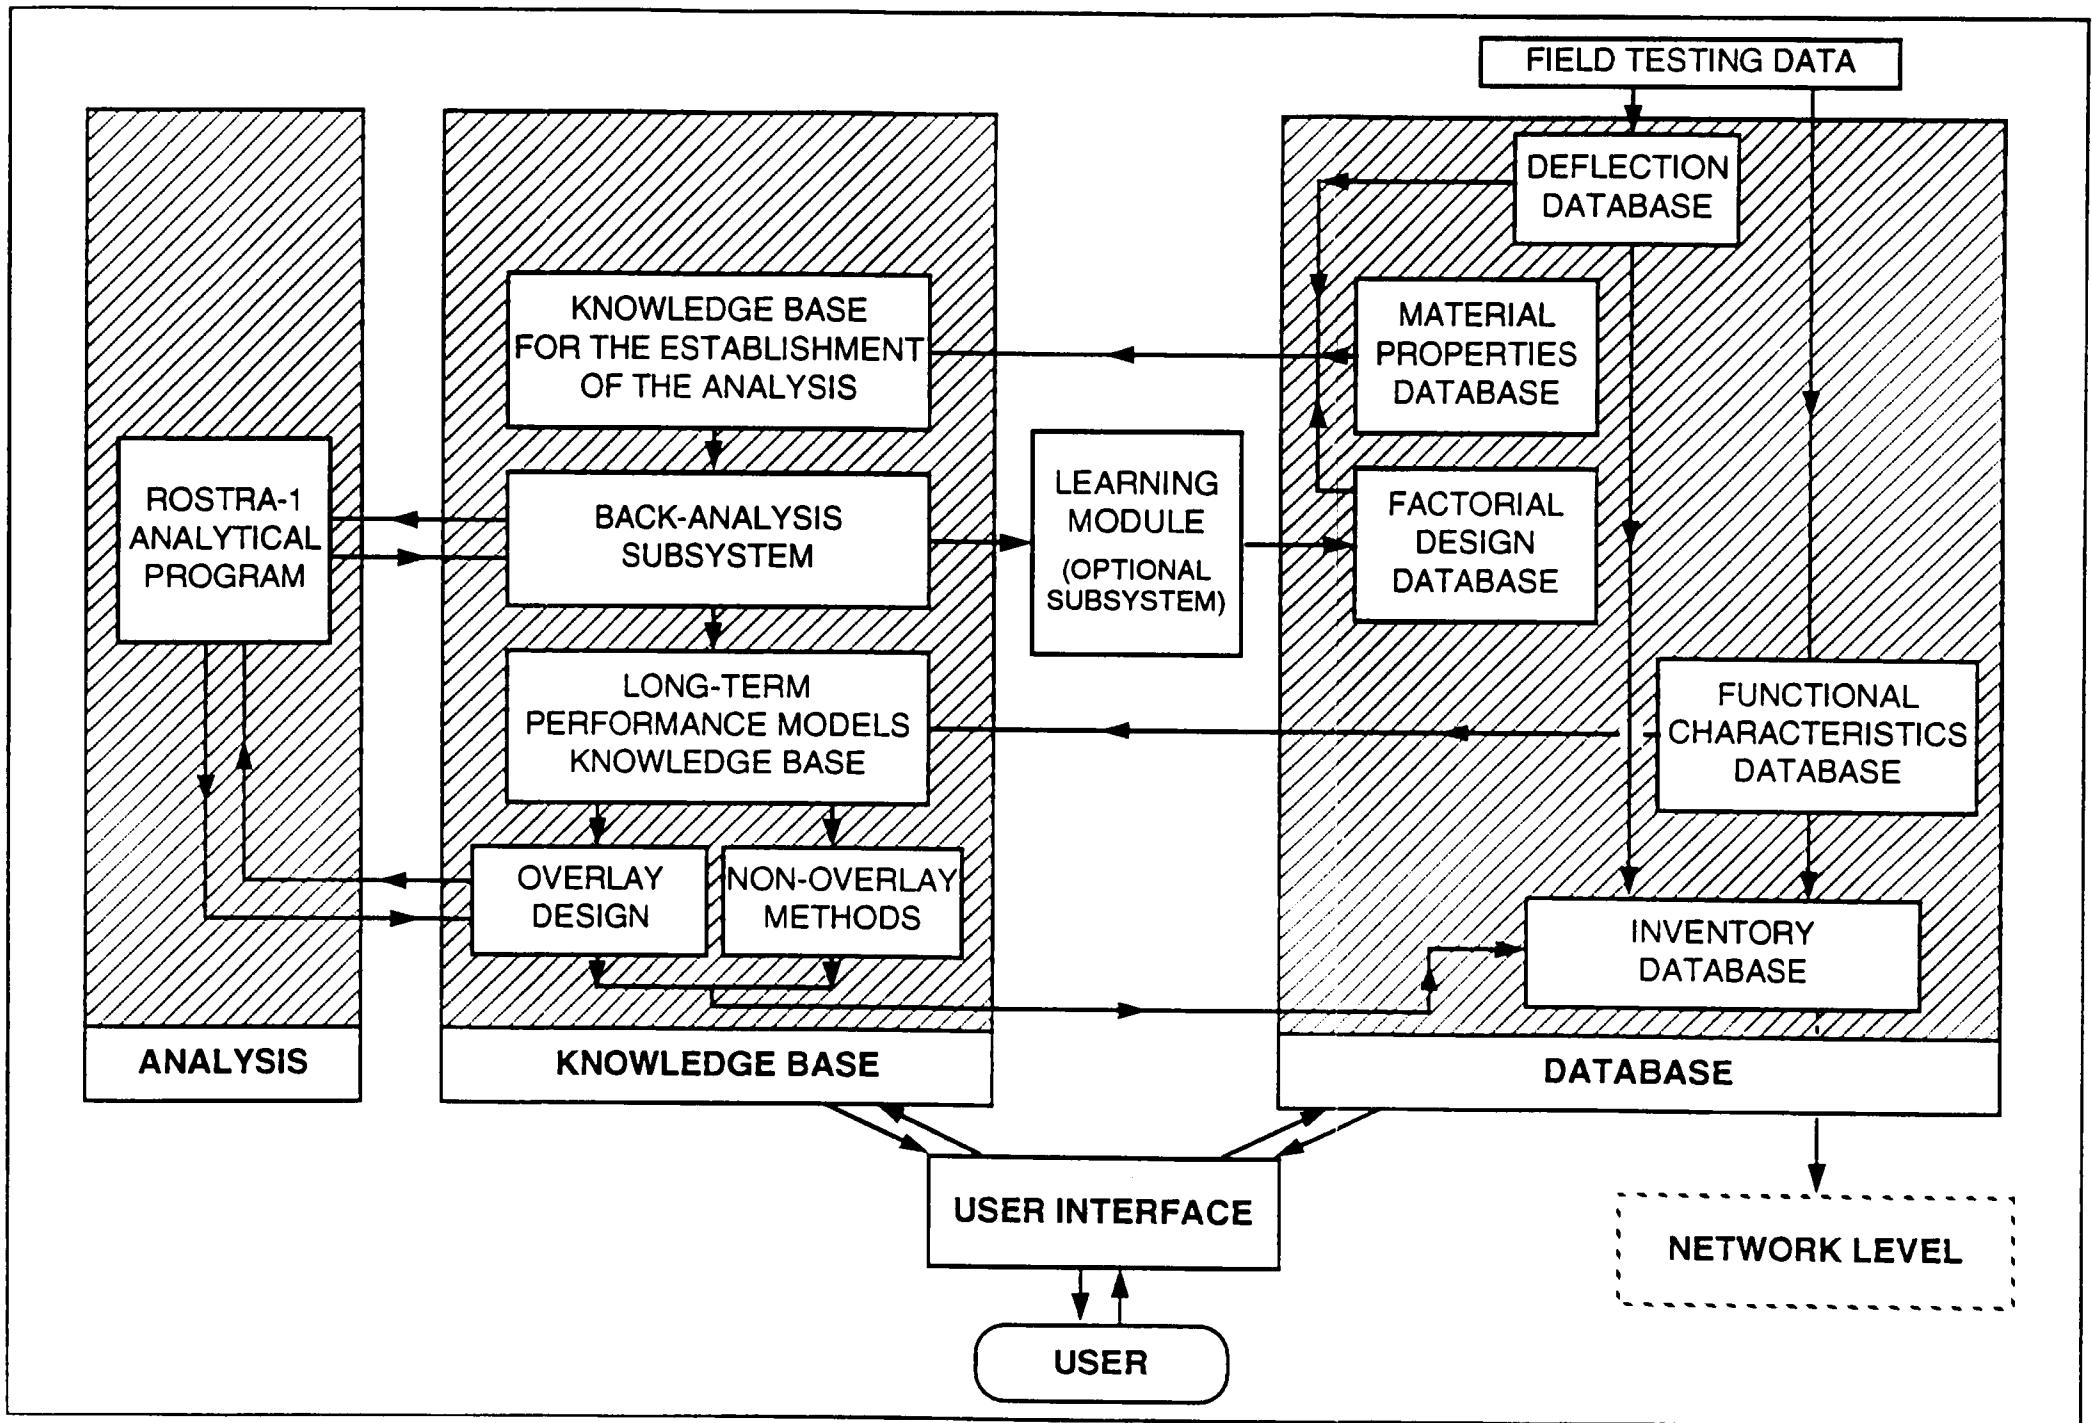 FIELD TESTING DATA
DEFLECTION
DATABASE
KNOWLEDGE BASE
FOR THE ESTABLISHMENT
OF THE ANALYSIS
MATERIAL
PROPERTIES
DATABASE
ROSTRA-1
ANALYTICAL
PROGRAM
BACK-ANALYSIS
SUBSYSTEM
LEARNING
MODULE
(OPTIONAL
SUBSYSTEM)
FACTORIAL
DESIGN
DATABASE
LONG-TERM
PERFORMANCE MODELS
KNOWLEDGE BASE
FUNCTIONAL
CHARACTERISTICS
DATABASE
OVERLAY
DESIGN
NON-OVERLAY
METHODS
INVENTORY
DATABASE
ANALYSIS
KNOWLEDGE BASE
DATABASE
USER INTERFACE
NETWORK LEVEL
USER